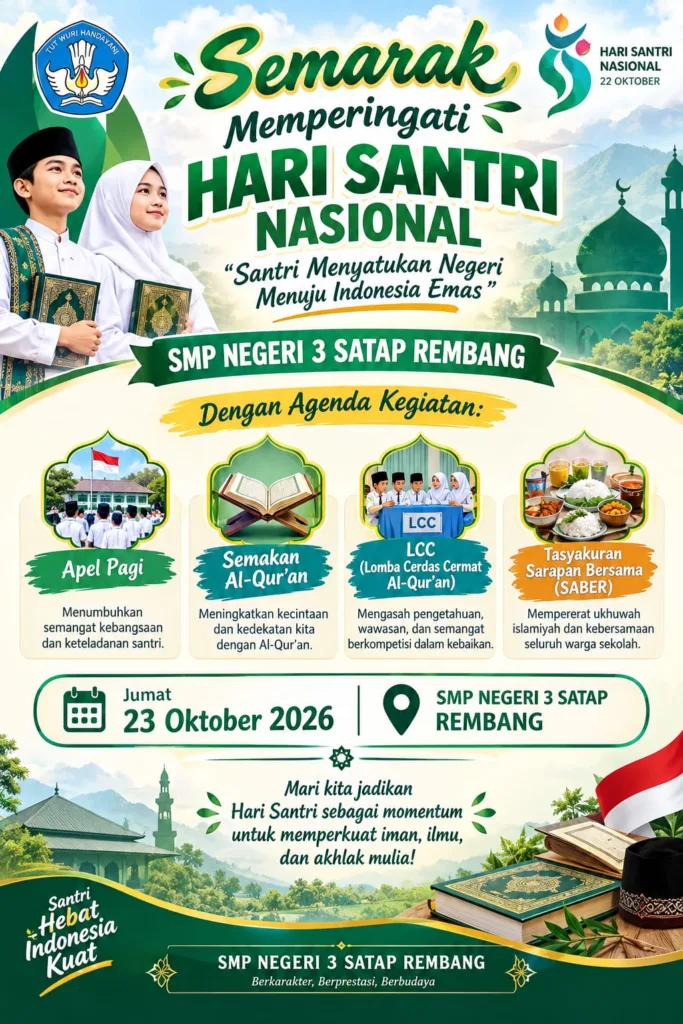 TUT WURI HANDAYANI
HARI SANTRI
NASIONAL
22 OKTOBER
Semarak
Memperingati
HARI SANTRI
NASIONAL
"Santri Menyatukan Negeri
Menuju Indonesia Emas"
SMP NEGERI 3 SATAP REMBANG
Dengan Agenda Kegiatan:
Apel Pagi
Menumbuhkan
semangat kebangsaan
dan keteladanan santri.
Semakan
Al-Qur'an
Meningkatkan kecintaan
dan kedekatan kita
dengan Al-Qur'an.
LCC
LCC
(Lomba Cerdas Cermat
Al-Qur'an)
Mengasah pengetahuan,
wawasan, dan semangat
berkompetisi dalam kebaikan.
Tasyakuran
Sarapan Bersama
(SABER)
Mempererat ukhuwah
islamiyah dan kebersamaan
seluruh warga sekolah.
Jumat
23 Oktober 2026
SMP NEGERI 3 SATAP
REMBANG
Mari kita jadikan
Hari Santri sebagai momentum
untuk memperkuat iman, ilmu,
dan akhlak mulia!
Santri
Hebat
Indonesia
Kuat
SMP NEGERI 3 SATAP REMBANG
Berkarakter, Berprestasi, Berbudaya